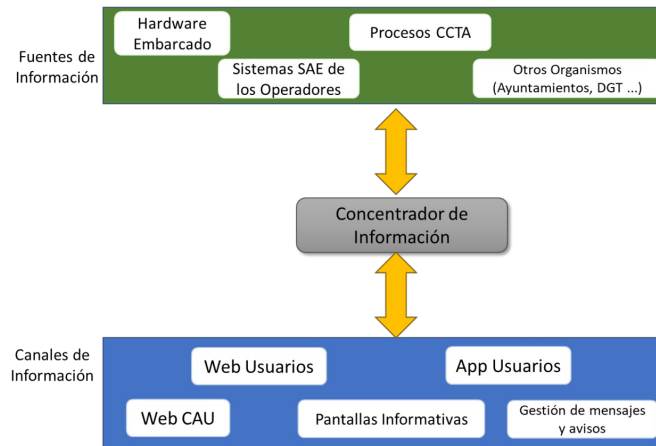 Fuentes de
Información
Hardware
Embarcado
Procesos CCTA
Sistemas SAE de
los Operadores
Otros Organismos
(Ayuntamientos, DGT ...)
Concentrador de
Información
Canales de
Información
Web Usuarios
App Usuarios
Web CAU
Pantallas Informativas
Gestión de mensajes
y avisos